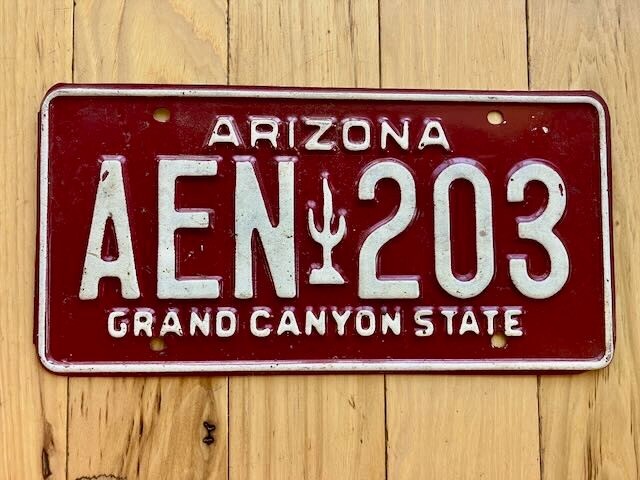 ARIZONA
AEN 203
GRAND CANYON STATE